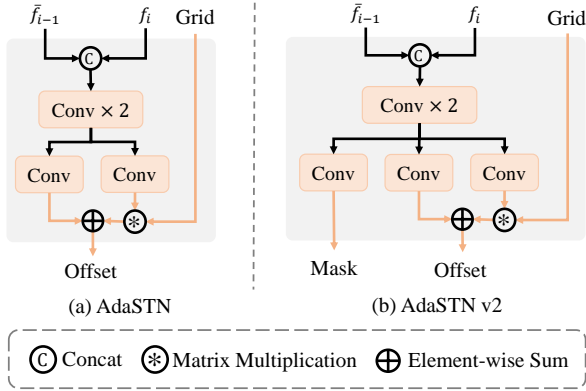 f̄ᵢ₋₁ fᵢ Grid
C
Conv × 2
Conv Conv
*
Offset
(a) AdaSTN
f̄ᵢ₋₁ fᵢ Grid
C
Conv × 2
Conv Conv Conv
*
Mask Offset
(b) AdaSTN v2
C Concat * Matrix Multiplication Element-wise Sum